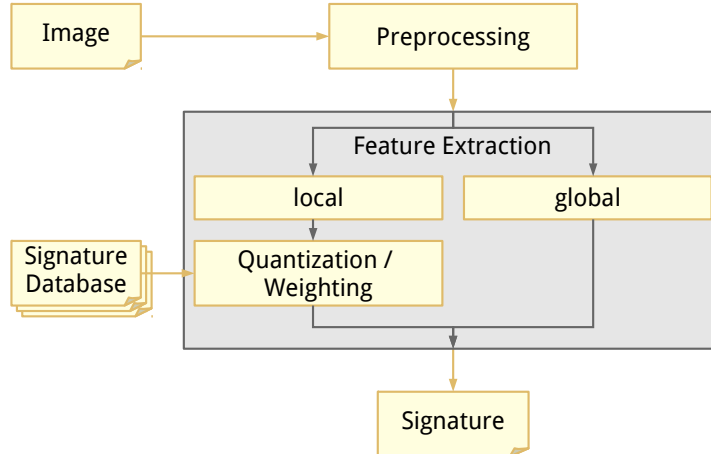 Image
Preprocessing
Feature Extraction
local
global
Signature
Database
Quantization /
Weighting
Signature